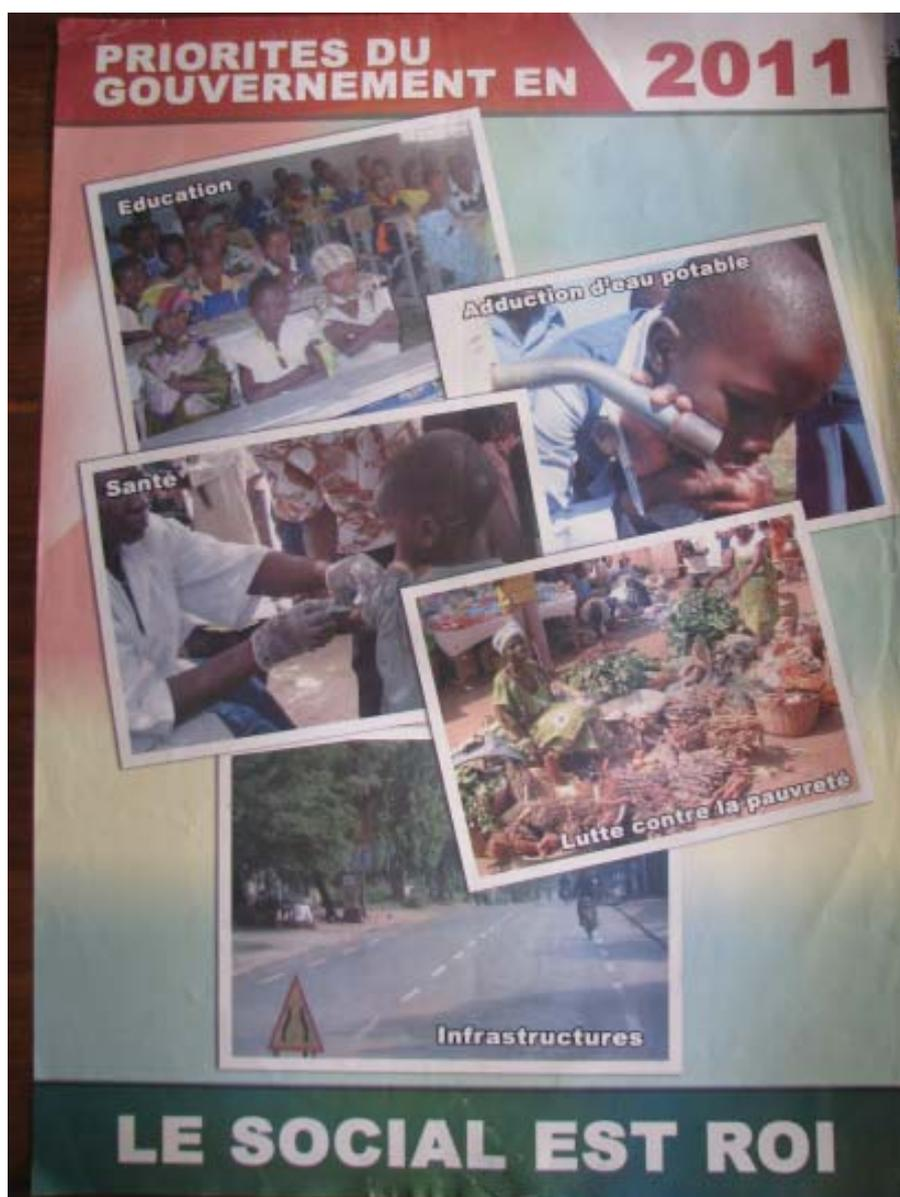 PRIORITES DU
GOUVERNEMENT EN
2011
Education
Adduction d'eau potable
Santé
Lutte contre la pauvreté
Infrastructures
LE SOCIAL EST ROI